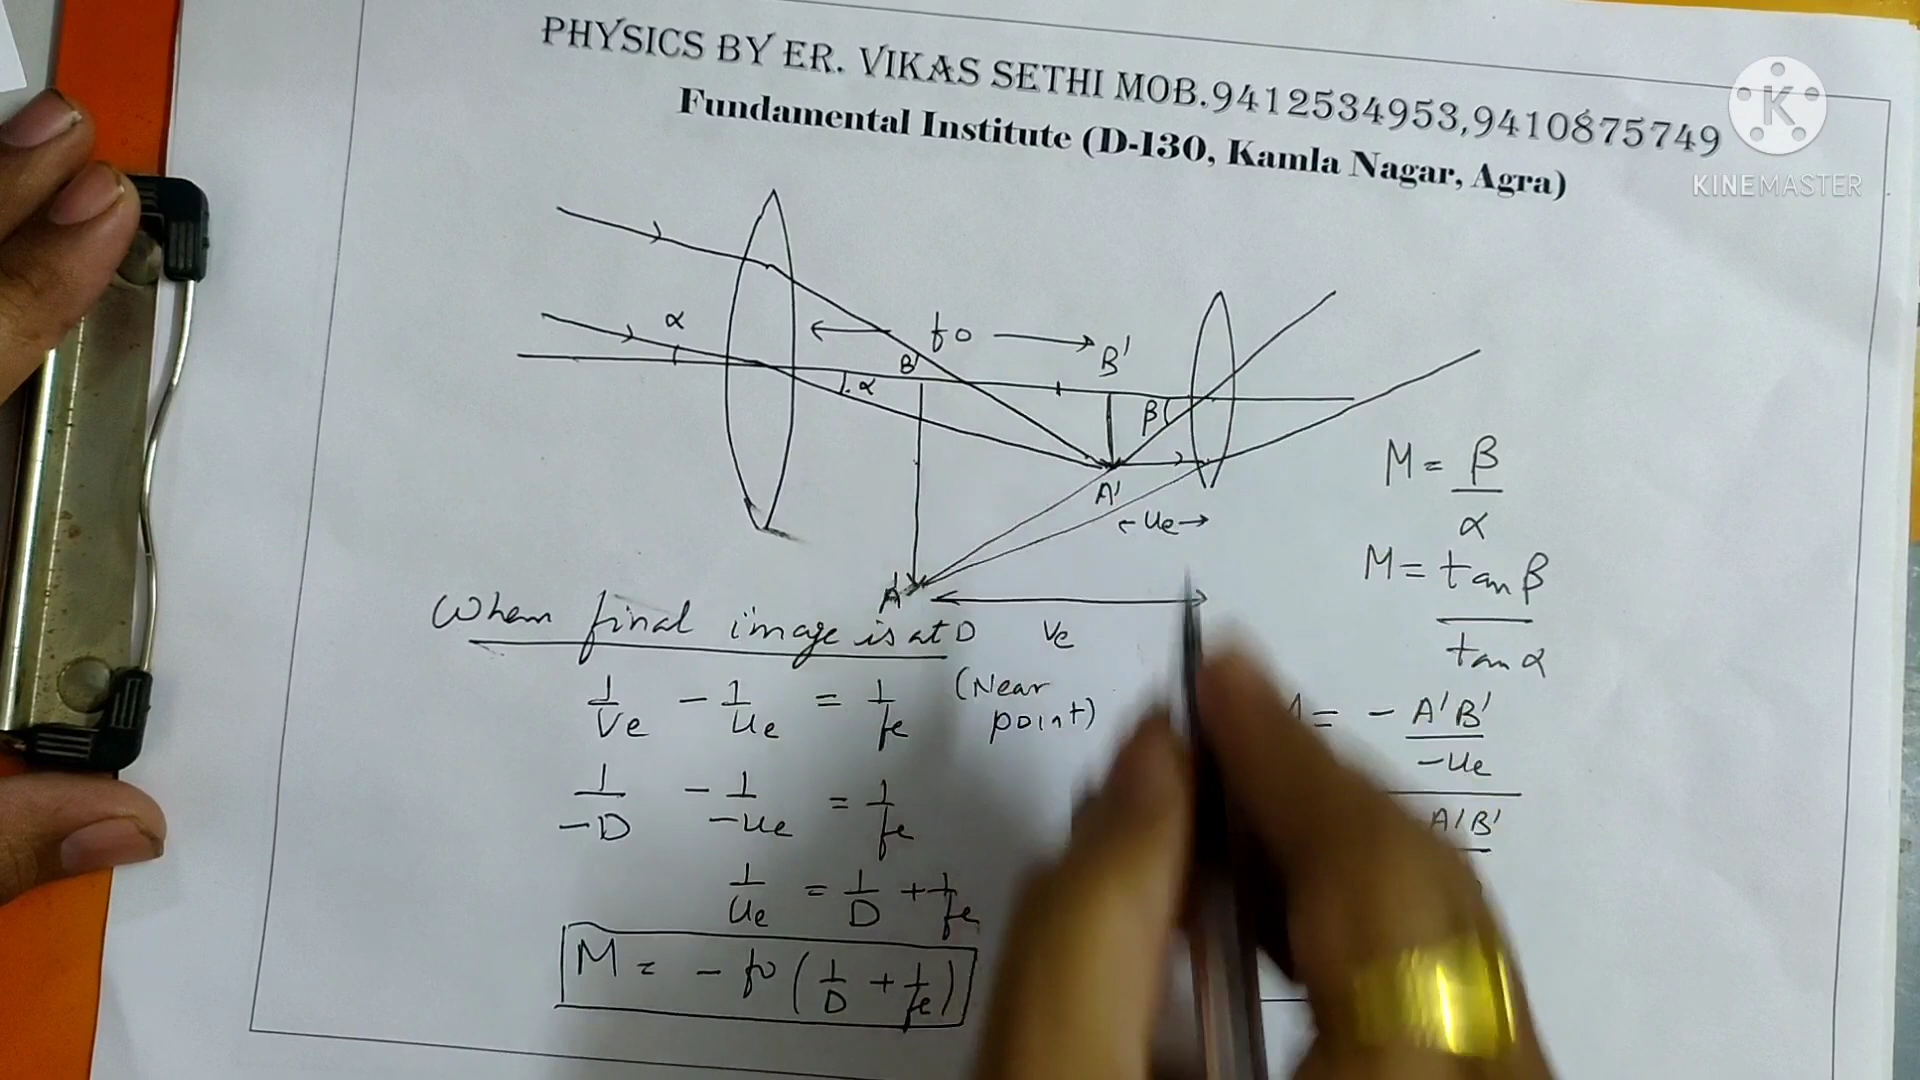 PHYSICS BY ER. VIKAS SETHI MOB.9412534953,9410875749
Fundamental Institute (D-130, Kamla Nagar, Agra)
K
KINEMASTER
α
← fo →
B'
B'
α
β
A'
←ue→
A'
ve
M = β/α
M = tan β/tan α
When final image is at D
(Near point)
1/ve - 1/ue = 1/fe
= -A'B'/-ue
A'B'
1/-D - 1/-ue = 1/fe
1/ue = 1/D + 1/fe
M = - fo (1/D + 1/fe)